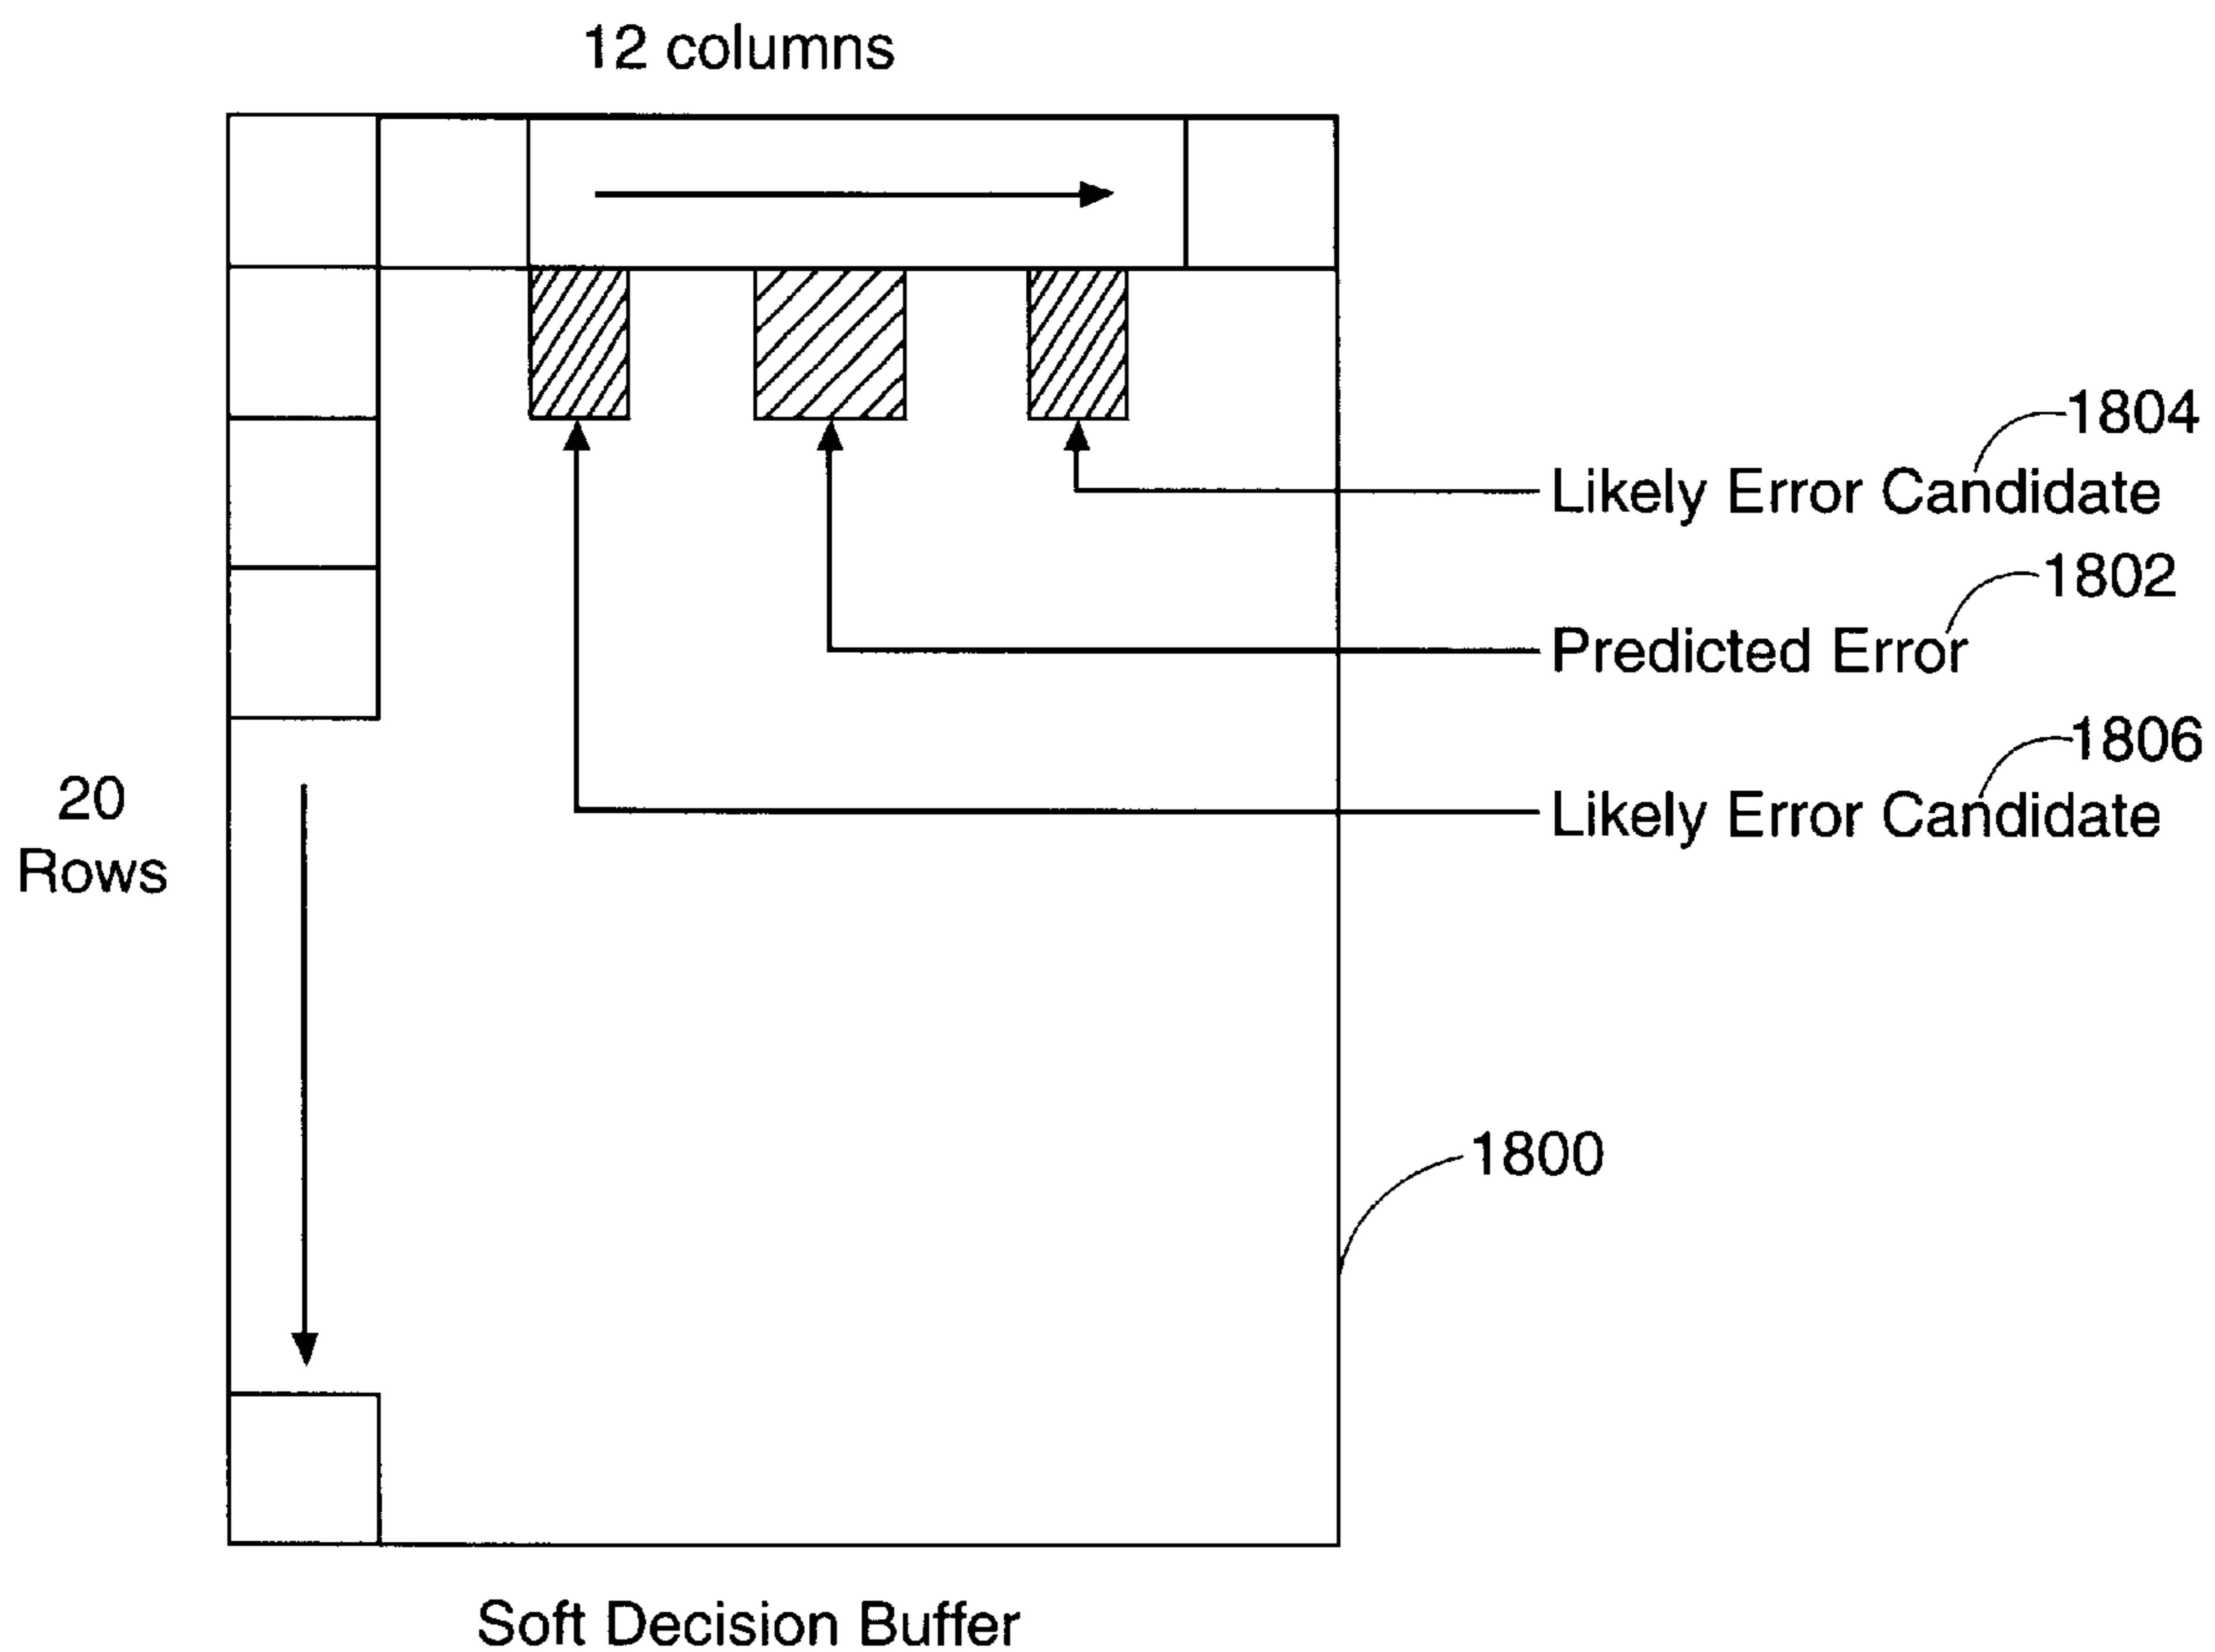 12 columns
1804
Likely Error Candidate
1802
Predicted Error
1806
Likely Error Candidate
20
Rows
1800
Soft Decision Buffer